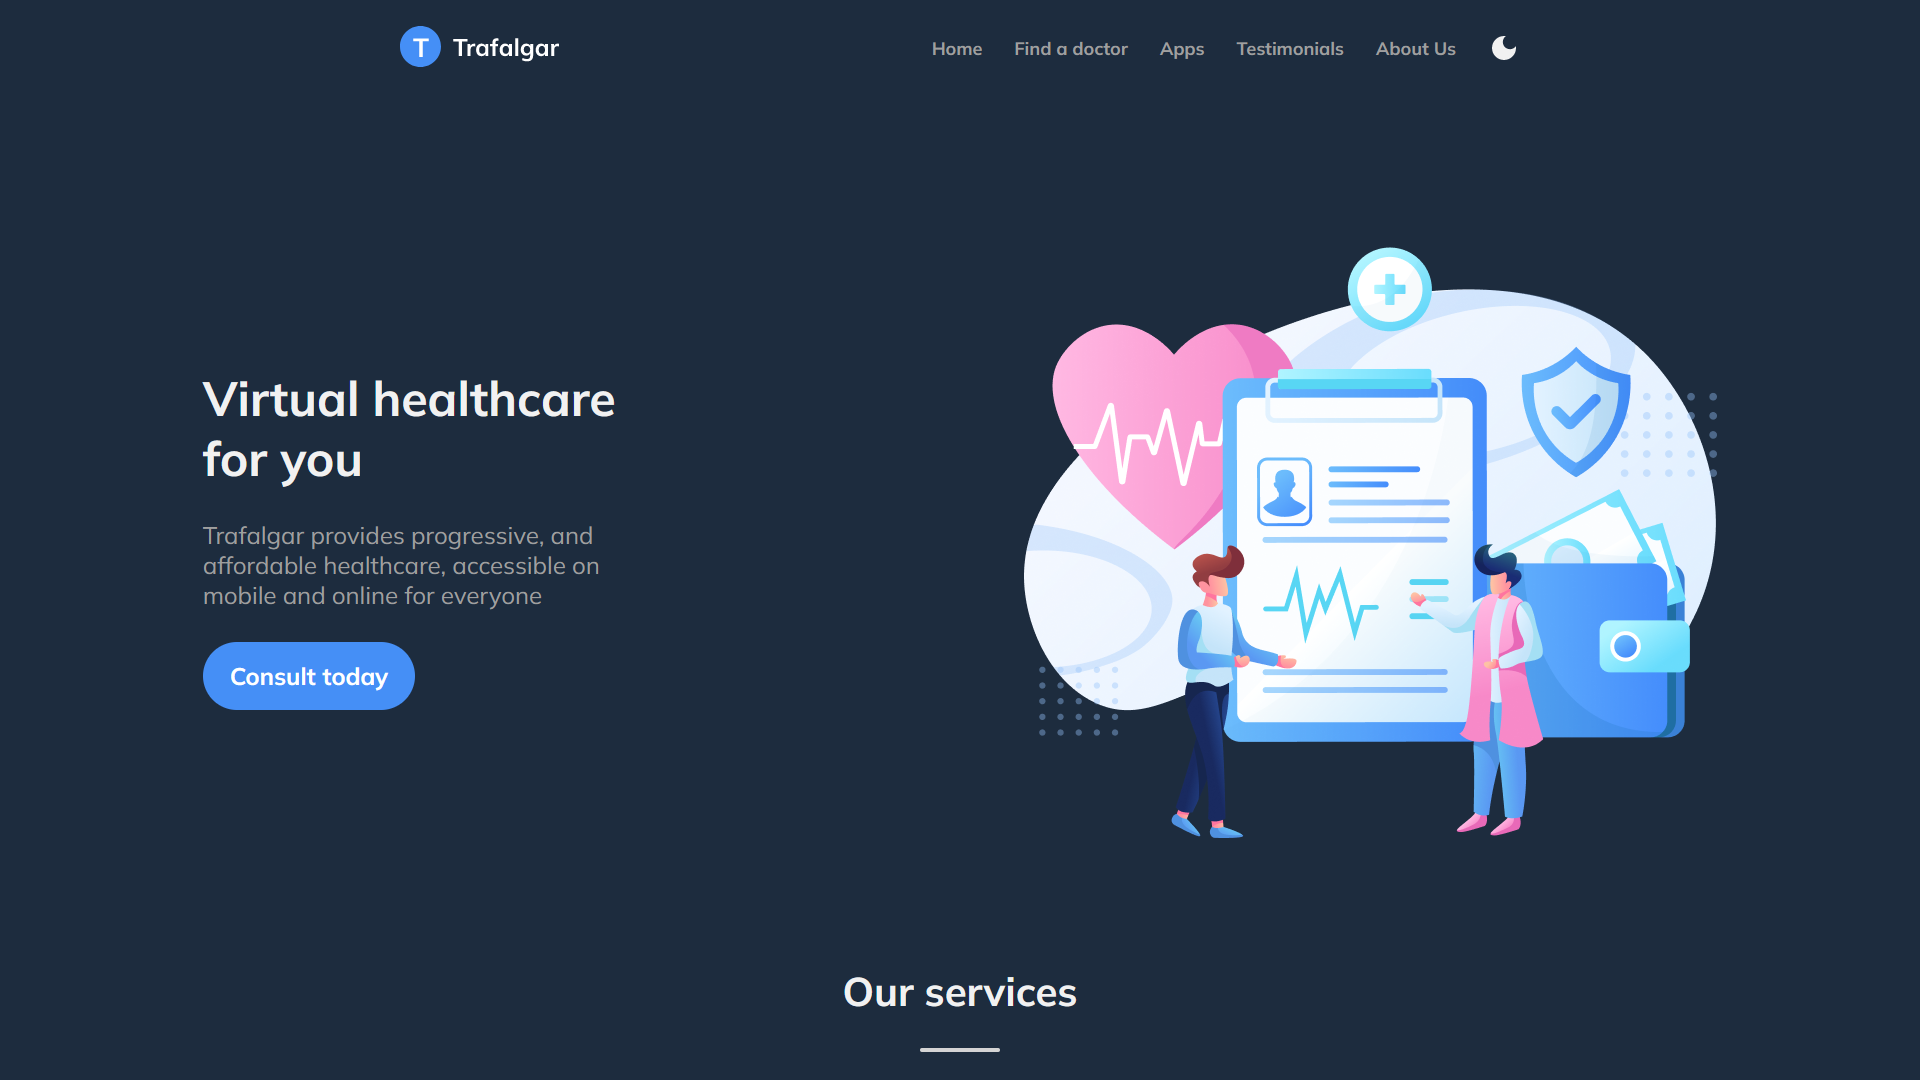 T Trafalgar
Home Find a doctor Apps Testimonials About Us
Virtual healthcare
for you
Trafalgar provides progressive, and
affordable healthcare, accessible on
mobile and online for everyone
Consult today
Our services